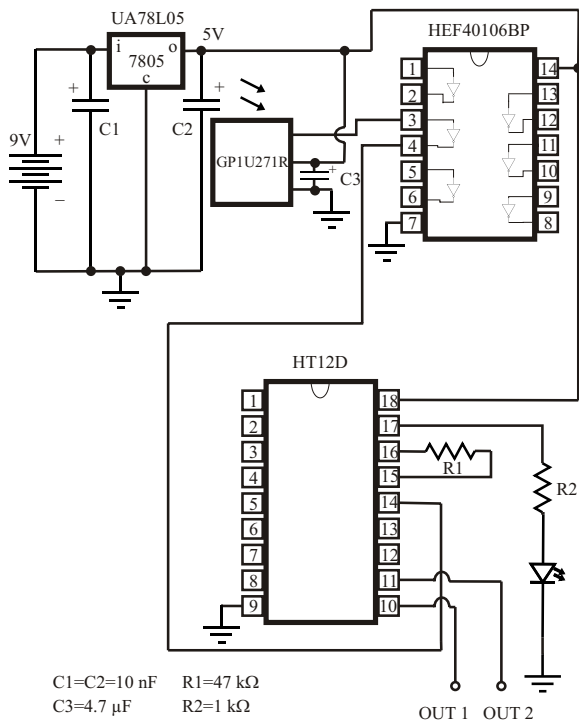 UA78L05
HEF40106BP
i
o
7805
c
5V
9V
+
−
+
C1
+
C2
GP1U271R
+
C3
1
2
3
4
5
6
7
14
13
12
11
10
9
8
HT12D
1
2
3
4
5
6
7
8
9
18
17
16
15
14
13
12
11
10
R1
R2
C1=C2=10 nF R1=47 kΩ
C3=4.7 µF R2=1 kΩ
OUT 1 OUT 2